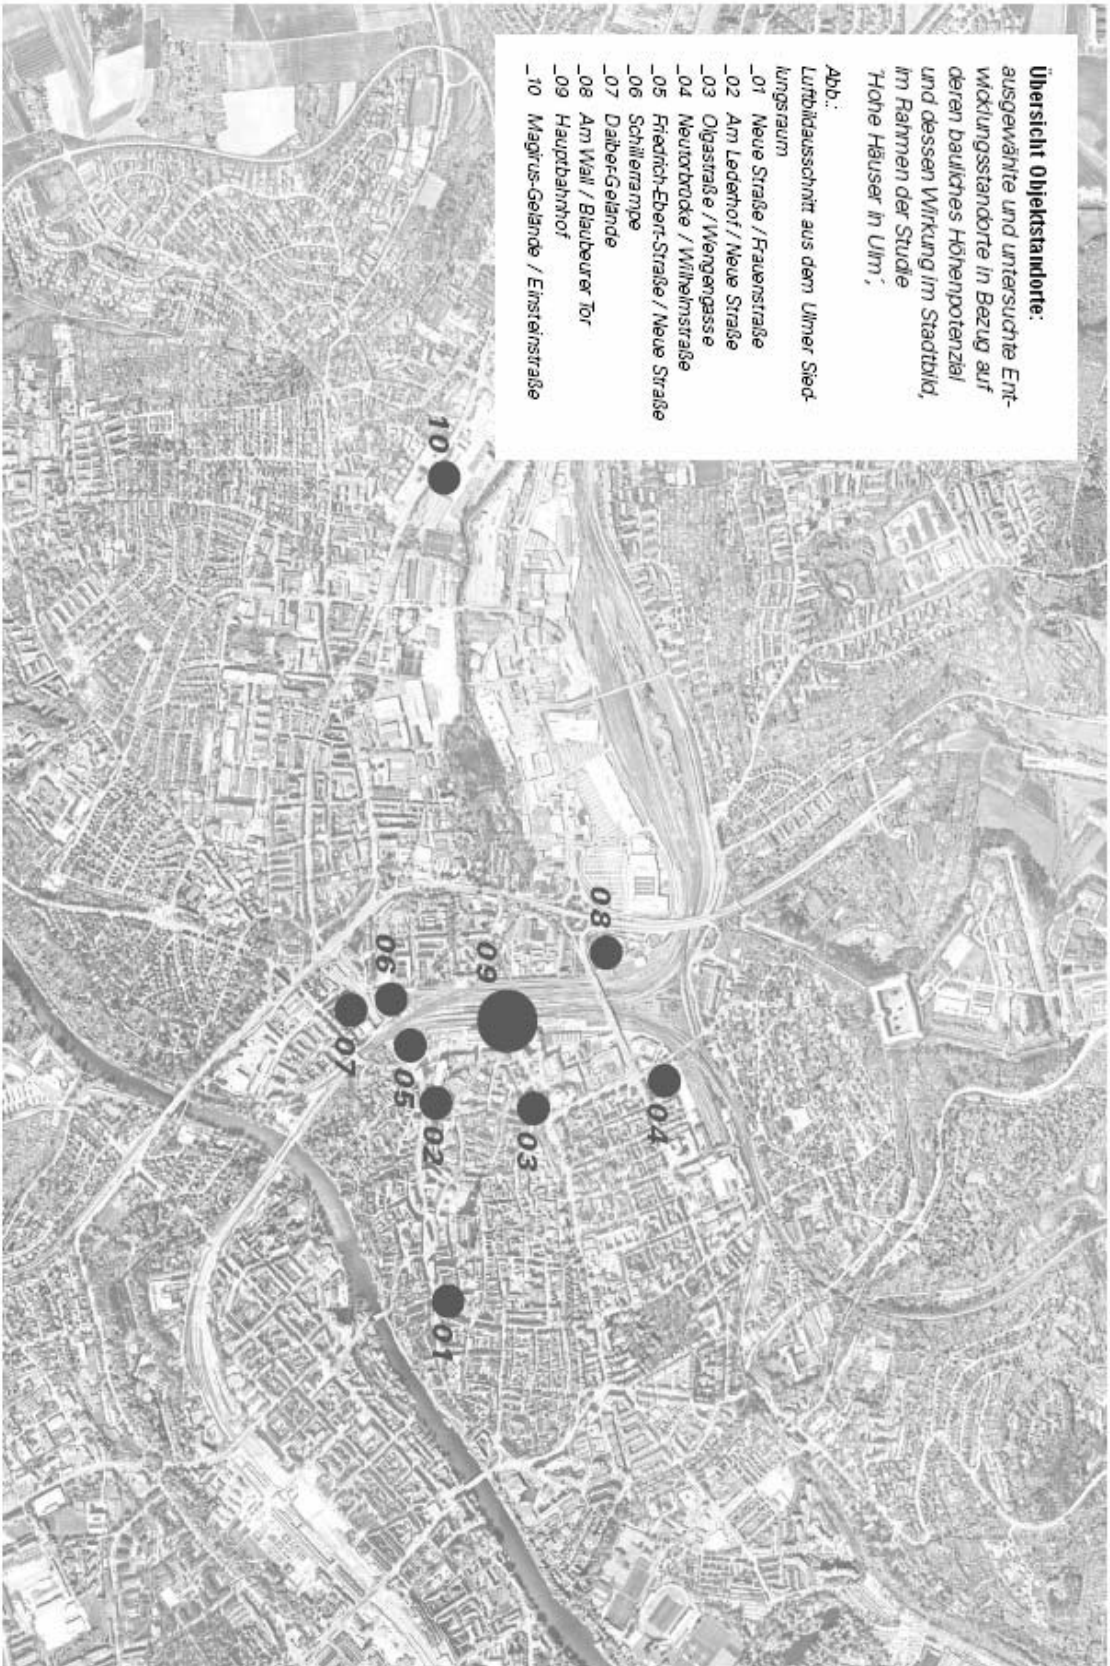 Übersicht Objektstandorte:
ausgewählte und untersuchte Ent-
wicklungsstandorte in Bezug auf
deren bauliches Höhenpotenzial
und dessen Wirkung im Stadtbild,
im Rahmen der Studie
'Hohe Häuser in Ulm´,
Abb.:
Luftbildausschnitt aus dem Ulmer Sied-
lungsraum
_01 Neue Straße / Frauenstraße
_02 Am Lederhof / Neue Straße
_03 Olgastraße / Wengengasse
_04 Neutorbrücke / Wilhelmstraße
_05 Friedrich-Ebert-Straße / Neue Straße
_06 Schillerrampe
_07 Daiber-Gelände
_08 Am Wall / Blaubeurer Tor
_09 Hauptbahnhof
_10 Magirus-Gelände / Einsteinstraße
10
08
09
06
07
05
02
03
04
01